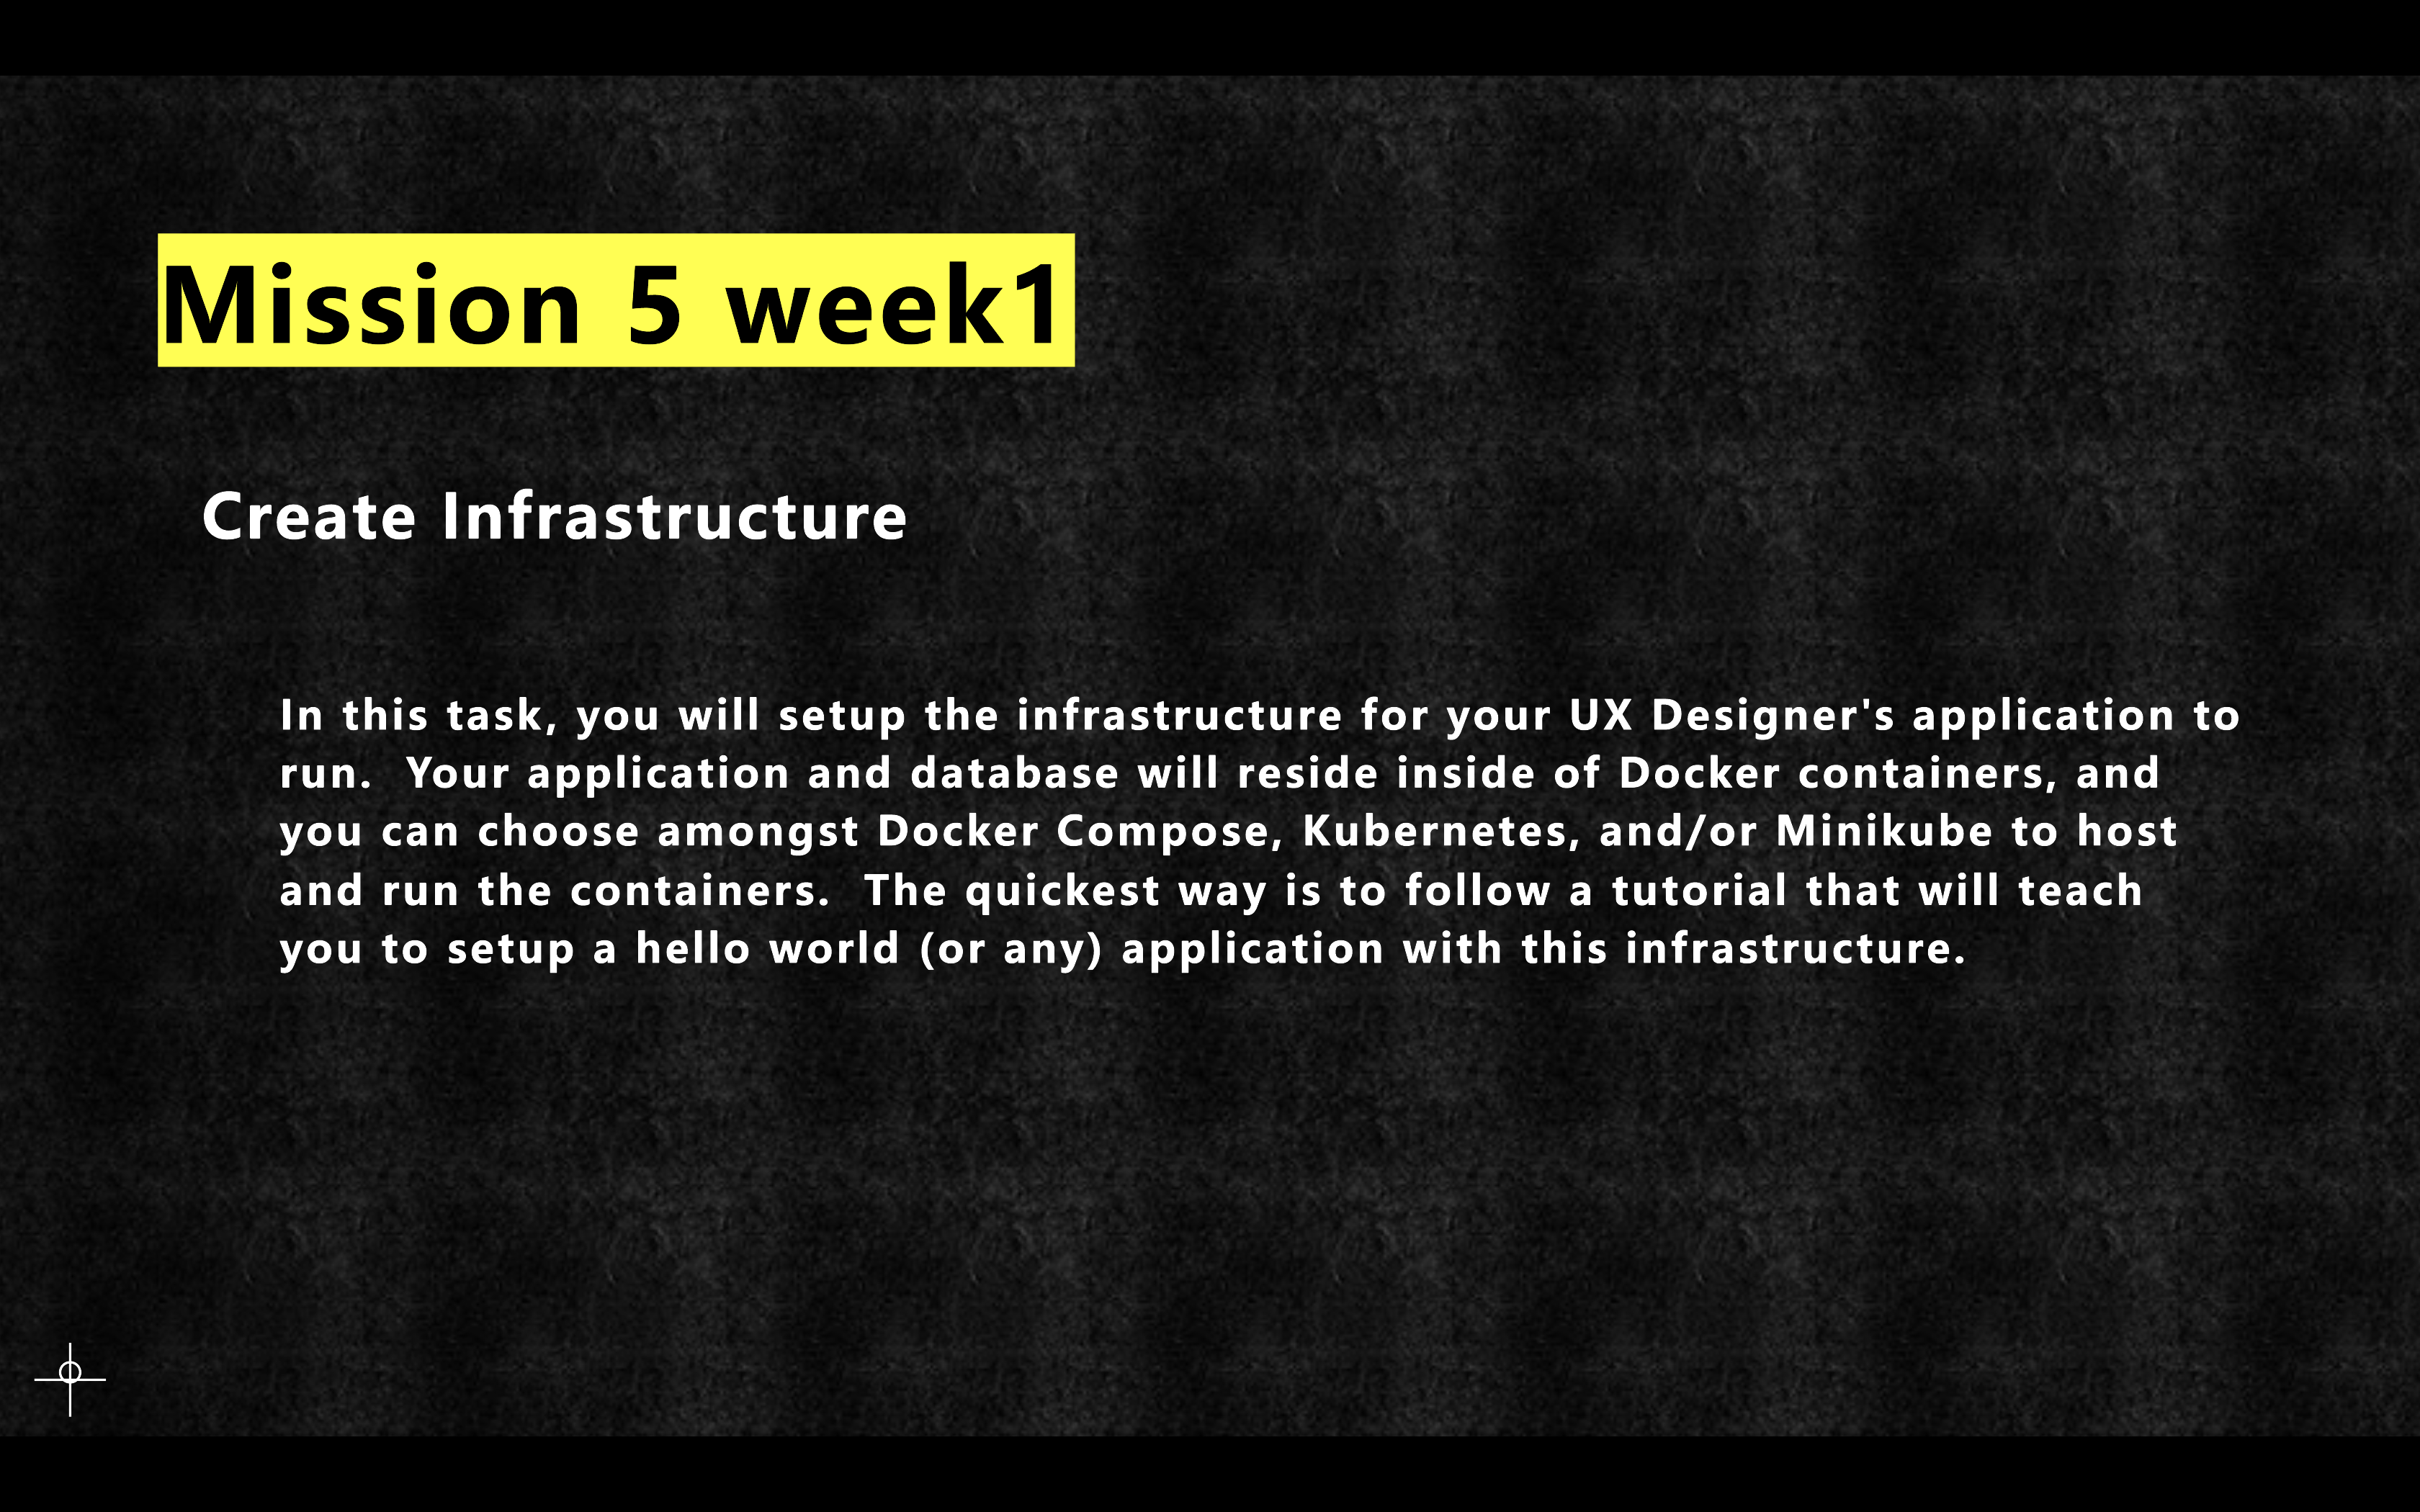 Mission 5 week1
Create Infrastructure
In this task, you will setup the infrastructure for your UX Designer's application to
run.  Your application and database will reside inside of Docker containers, and
you can choose amongst Docker Compose, Kubernetes, and/or Minikube to host
and run the containers.  The quickest way is to follow a tutorial that will teach
you to setup a hello world (or any) application with this infrastructure.